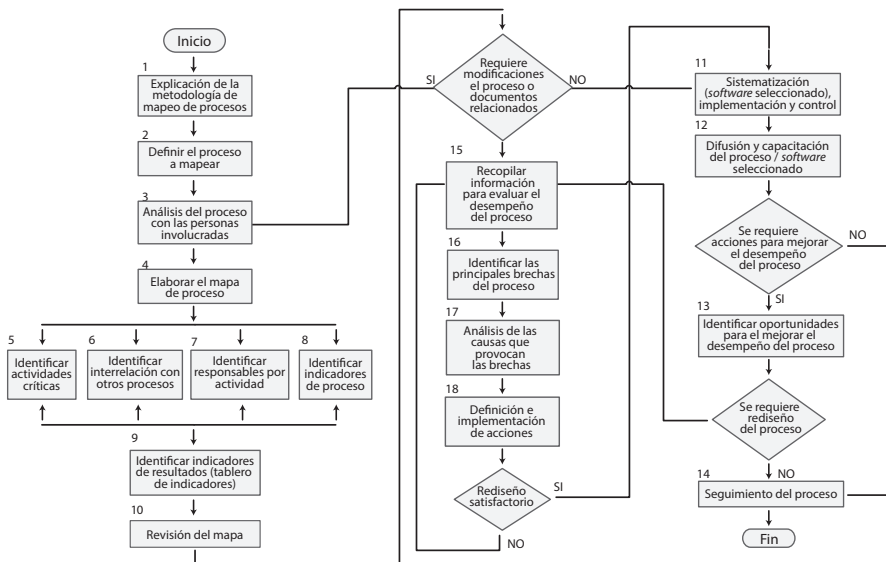 Inicio
1
Explicación de la
metodología de
mapeo de procesos
2
Definir el proceso
a mapear
3
Análisis del proceso
con las personas
involucradas
4
Elaborar el mapa
de proceso
5
Identificar
actividades
críticas
6
Identificar
interrelación con
otros procesos
7
Identificar
responsables por
actividad
8
Identificar
indicadores
de proceso
9
Identificar indicadores
de resultados (tablero
de indicadores)
10
Revisión del mapa
Requiere
modificaciones
el proceso o
documentos
relacionados
SI
NO
15
Recopilar
información
para evaluar el
desempeño
del proceso
16
Identificar las
principales brechas
del proceso
17
Análisis de las
causas que
provocan
las brechas
18
Definición e
implementación
de acciones
Rediseño
satisfactorio
SI
NO
11
Sistematización
(software seleccionado),
implementación y control
12
Difusión y capacitación
del proceso / software
seleccionado
Se requiere
acciones para mejorar
el desempeño
del proceso
NO
SI
13
Identificar oportunidades
para el mejorar el
desempeño del proceso
Se requiere
rediseño
del proceso
NO
14
Seguimiento del proceso
Fin